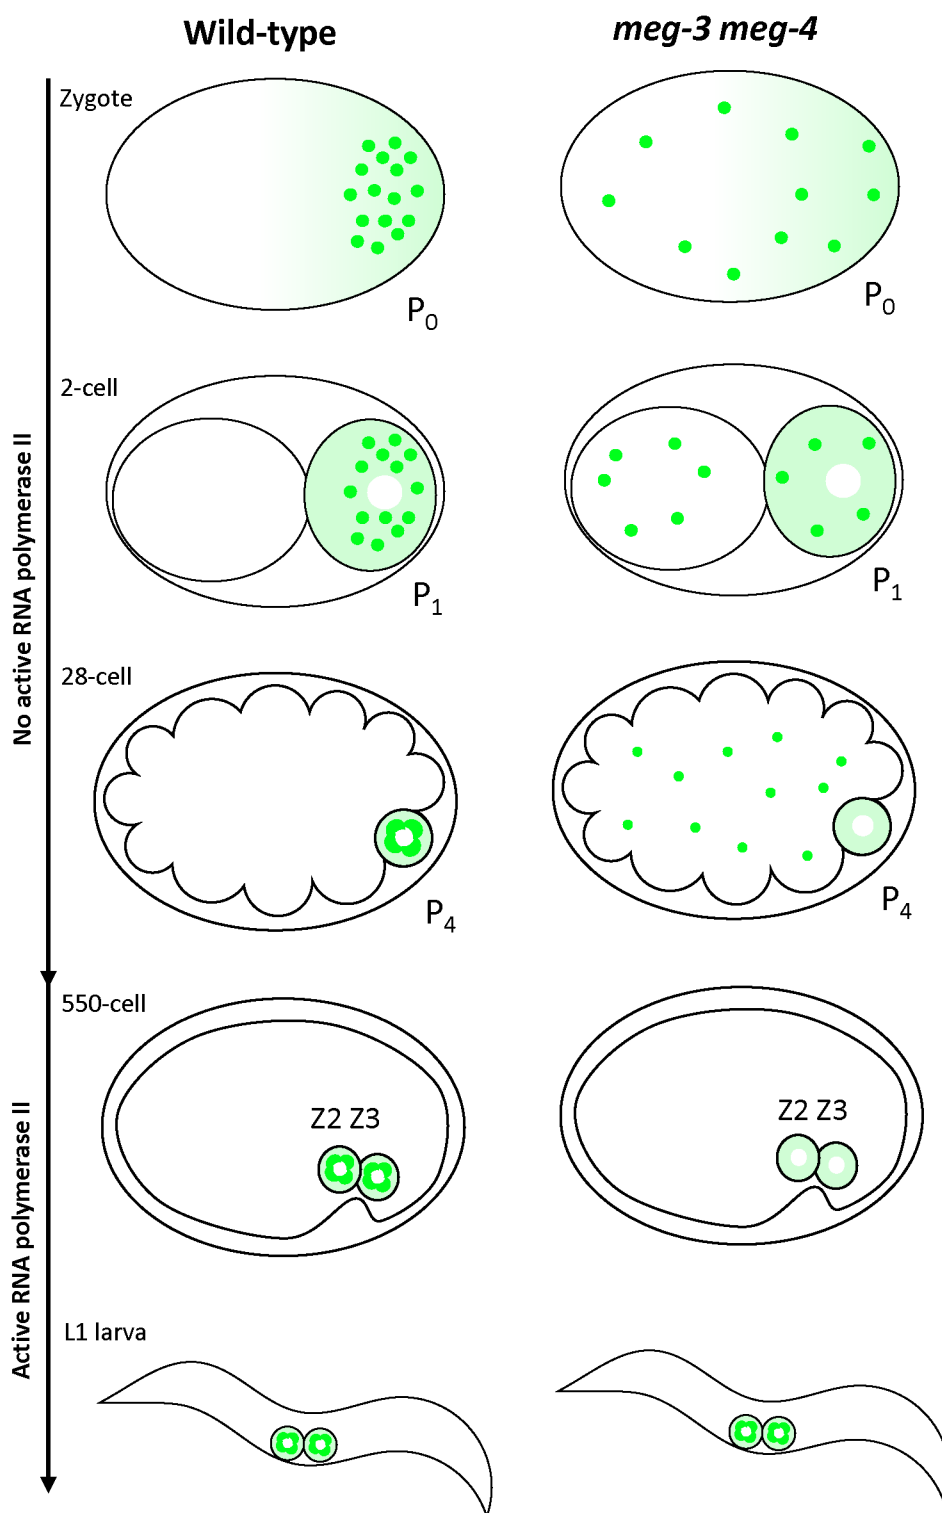 Wild-type
meg-3 meg-4
Zygote
P0
P0
2-cell
P1
P1
No active RNA polymerase II
28-cell
P4
P4
550-cell
Z2 Z3
Z2 Z3
Active RNA polymerase II
L1 larva